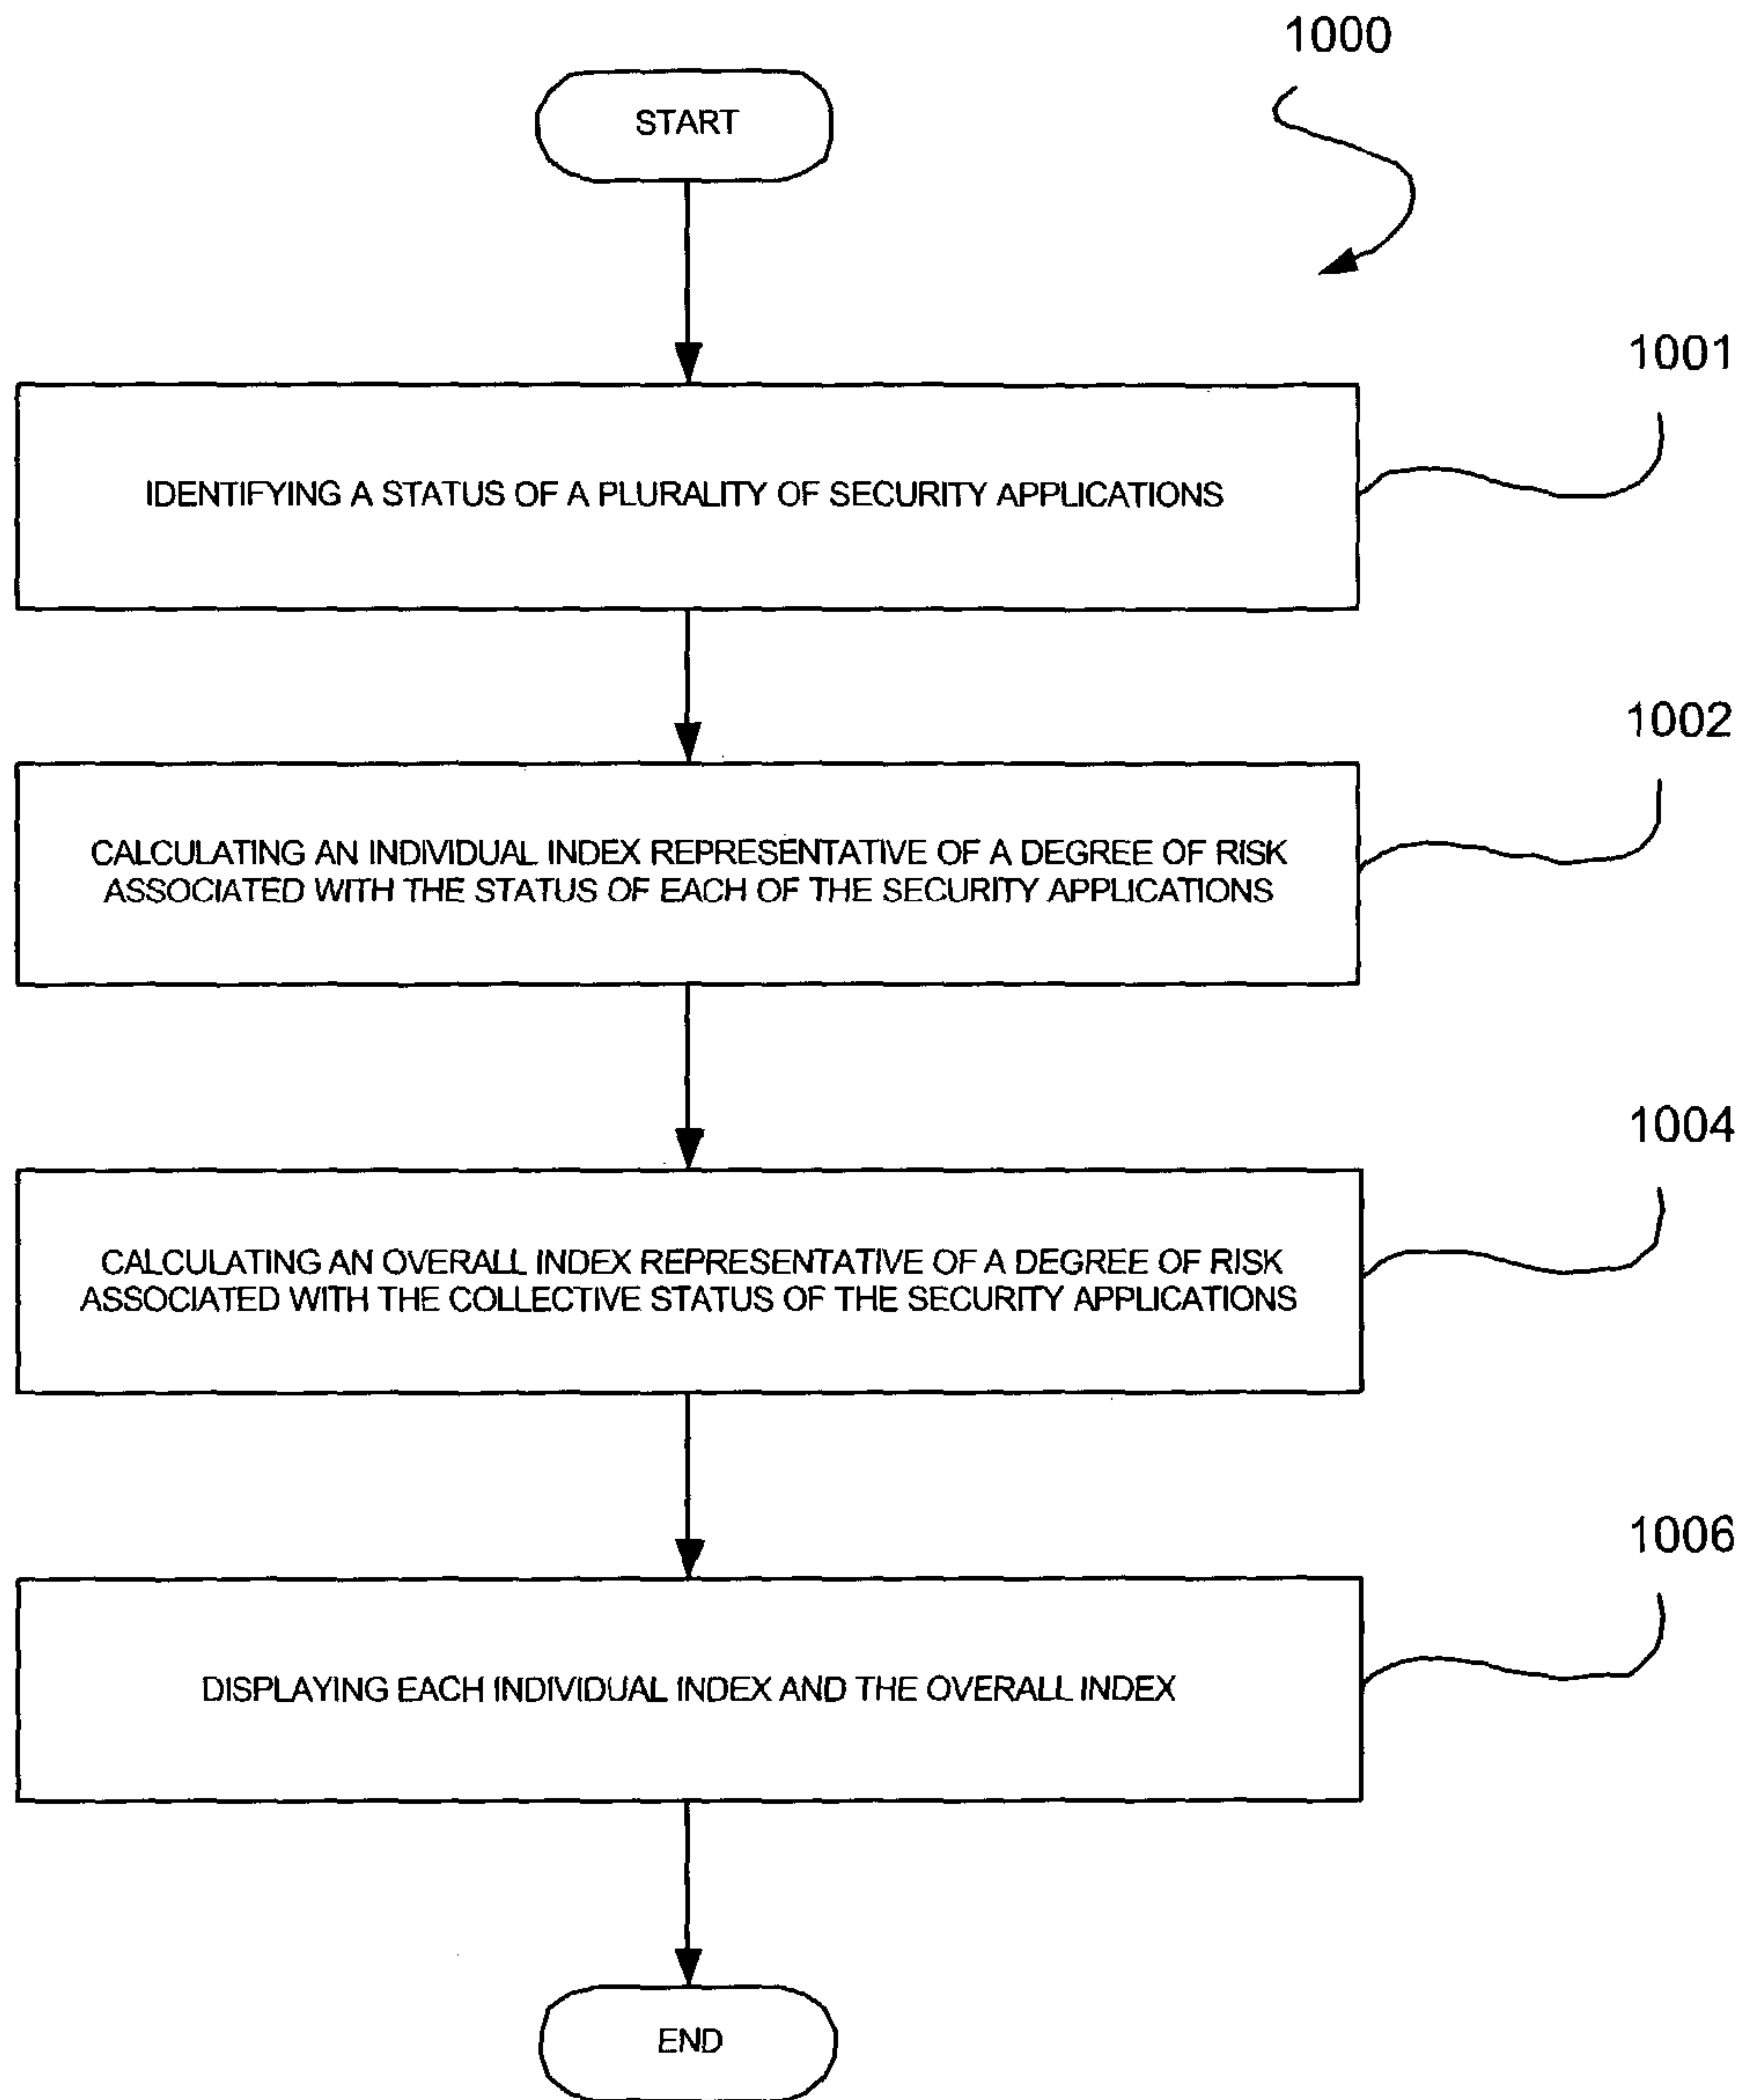 1000
START
1001
IDENTIFYING A STATUS OF A PLURALITY OF SECURITY APPLICATIONS
1002
CALCULATING AN INDIVIDUAL INDEX REPRESENTATIVE OF A DEGREE OF RISK
ASSOCIATED WITH THE STATUS OF EACH OF THE SECURITY APPLICATIONS
1004
CALCULATING AN OVERALL INDEX REPRESENTATIVE OF A DEGREE OF RISK
ASSOCIATED WITH THE COLLECTIVE STATUS OF THE SECURITY APPLICATIONS
1006
DISPLAYING EACH INDIVIDUAL INDEX AND THE OVERALL INDEX
END